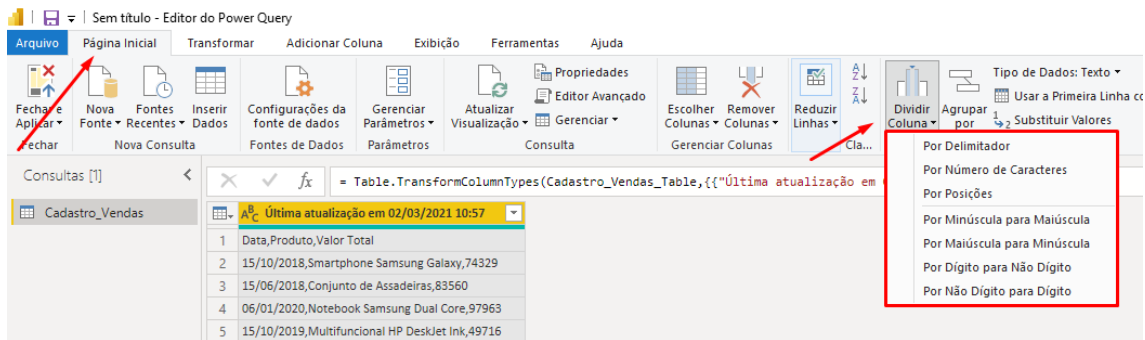 Sem título - Editor do Power Query
Arquivo Página Inicial Transformar Adicionar Coluna Exibição Ferramentas Ajuda
Fechar e Aplicar
Nova Fonte
Fontes Recentes
Inserir Dados
Configurações da fonte de dados
Gerenciar Parâmetros
Atualizar Visualização
Propriedades
Editor Avançado
Gerenciar
Escolher Colunas
Remover Colunas
Reduzir Linhas
Dividir Coluna
Agrupar por
Tipo de Dados: Texto
Usar a Primeira Linha co
1 2 Substituir Valores
Fechar Nova Consulta Fontes de Dados Parâmetros Consulta Gerenciar Colunas Cla...
Por Delimitador
Por Número de Caracteres
Por Posições
Por Minúscula para Maiúscula
Por Maiúscula para Minúscula
Por Dígito para Não Dígito
Por Não Dígito para Dígito
Consultas [1]
Cadastro_Vendas
fx = Table.TransformColumnTypes(Cadastro_Vendas_Table,{{"Última atualização em
ABC Última atualização em 02/03/2021 10:57
1 Data,Produto,Valor Total
2 15/10/2018,Smartphone Samsung Galaxy,74329
3 15/06/2018,Conjunto de Assadeiras,83560
4 06/01/2020,Notebook Samsung Dual Core,97963
5 15/10/2019,Multifuncional HP DeskJet Ink,49716